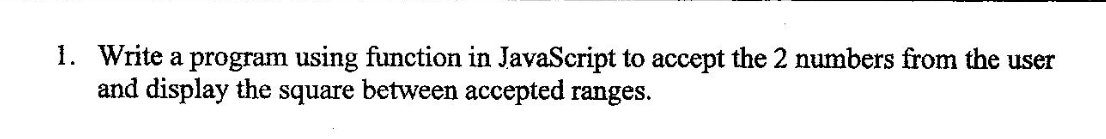 1. Write a program using function in JavaScript to accept the 2 numbers from the user
and display the square between accepted ranges.